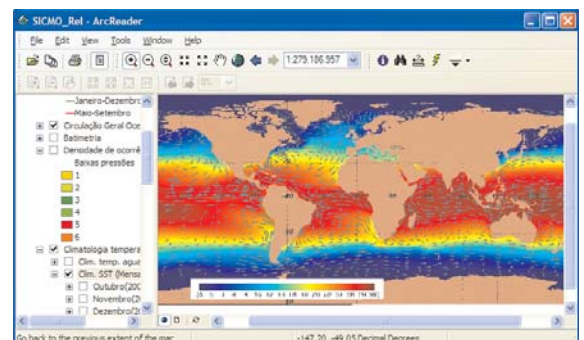 SICMO_Rel - ArcReader
File Edit View Tools Window Help
1:279.186.957
Janeiro-Dezembro
Maio-Setembro
Circulação Geral Oce
Batimetria
Densidade de ocorrê
Baixas pressões
1
2
3
4
5
6
Climatologia tempera
Clim. temp. ague
Clim. SST (Mensa
Outubro(200
Novembro(2
Dezembro(2
Go back to the previous extent of the mac
-147,20 -49,05 Decimal Degrees